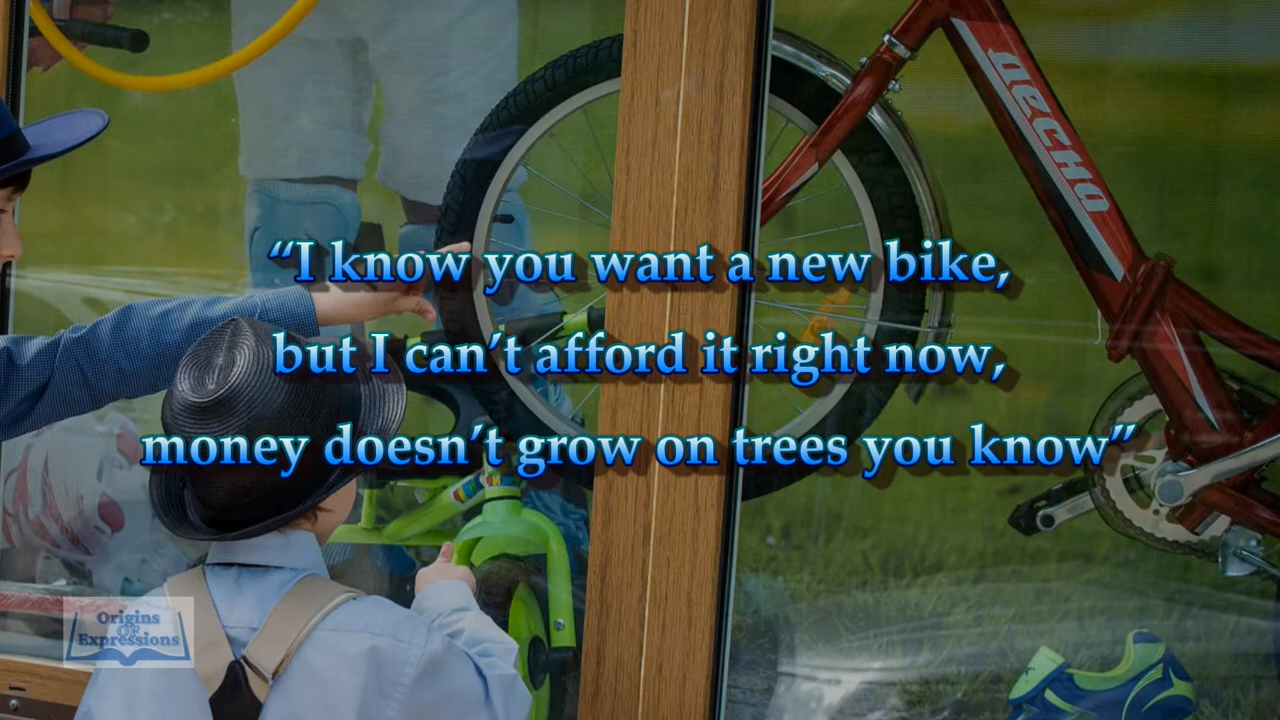 “I know you want a new bike,
but I can’t afford it right now,
money doesn’t grow on trees you know”
Origins
OF
Expressions